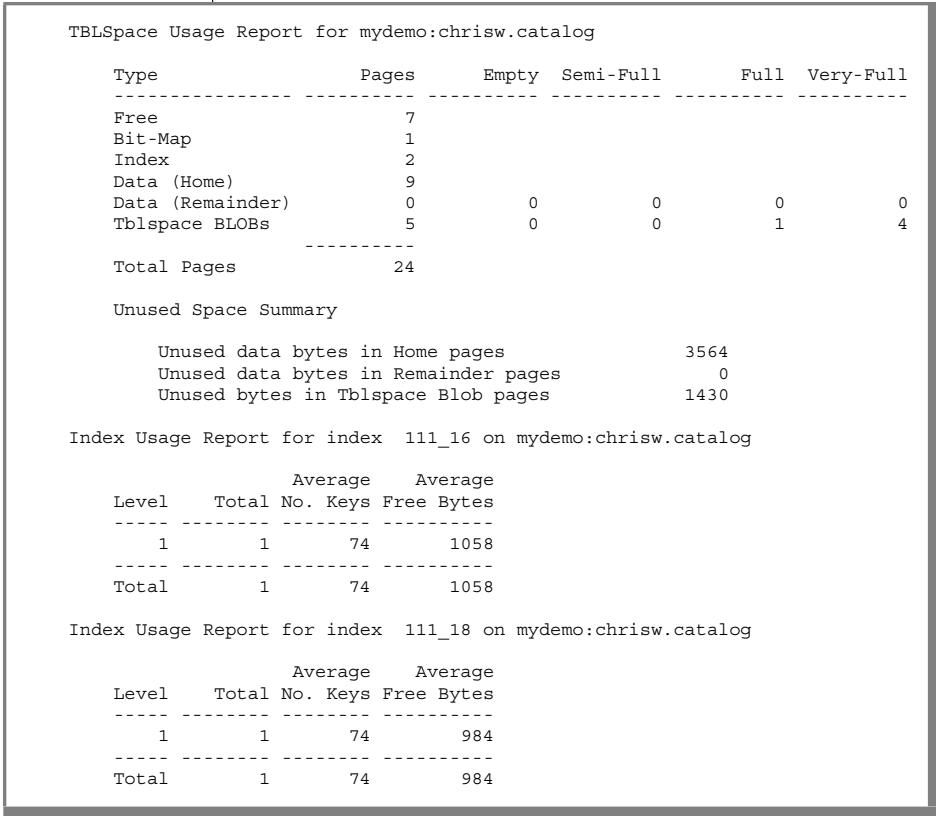 TBLSpace Usage Report for mydemo:chrisw.catalog
Type Pages Empty Semi-Full Full Very-Full
---------------- ---------- ---------- ---------- ---------- ----------
Free 7
Bit-Map 1
Index 2
Data (Home) 9
Data (Remainder) 0 0 0 0 0
Tblspace BLOBs 5 0 0 1 4
----------
Total Pages 24
Unused Space Summary
Unused data bytes in Home pages 3564
Unused data bytes in Remainder pages 0
Unused bytes in Tblspace Blob pages 1430
Index Usage Report for index 111_16 on mydemo:chrisw.catalog
Average Average
Level Total No. Keys Free Bytes
----- -------- -------- ----------
1 1 74 1058
----- -------- -------- ----------
Total 1 74 1058
Index Usage Report for index 111_18 on mydemo:chrisw.catalog
Average Average
Level Total No. Keys Free Bytes
----- -------- -------- ----------
1 1 74 984
----- -------- -------- ----------
Total 1 74 984